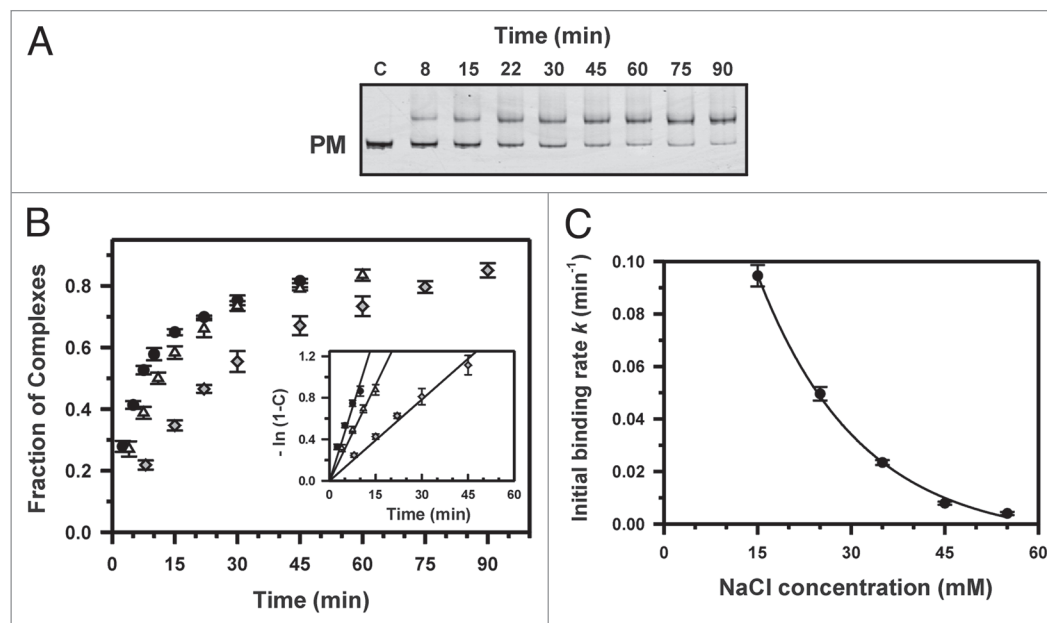 A
Time (min)
C 8 15 22 30 45 60 75 90
PM
B
Fraction of Complexes
0.8
0.6
0.4
0.2
0.0
0 15 30 45 60 75 90
Time (min)
- ln (1-C)
1.2
0.8
0.4
0.0
0 15 30 45 60
Time (min)
C
Initial binding rate k (min⁻¹)
0.10
0.08
0.06
0.04
0.02
0.00
0 15 30 45 60
NaCl concentration (mM)